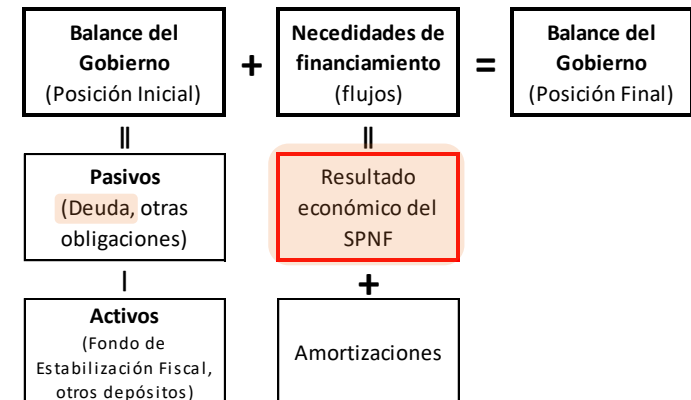 Balance del
Gobierno
(Posición Inicial)
+
Necedidades de
financiamiento
(flujos)
=
Balance del
Gobierno
(Posición Final)
=
=
Pasivos
(Deuda, otras
obligaciones)
Resultado
económico del
SPNF
−
+
Activos
(Fondo de
Estabilización Fiscal,
otros depósitos)
Amortizaciones